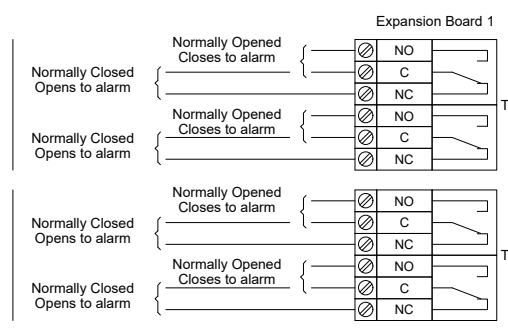 Expansion Board 1
Normally Opened
Closes to alarm
NO
Normally Closed
Opens to alarm
C
NC
Normally Opened
Closes to alarm
NO
Normally Closed
Opens to alarm
C
NC
T
Normally Opened
Closes to alarm
NO
Normally Closed
Opens to alarm
C
NC
Normally Opened
Closes to alarm
NO
Normally Closed
Opens to alarm
C
NC
T